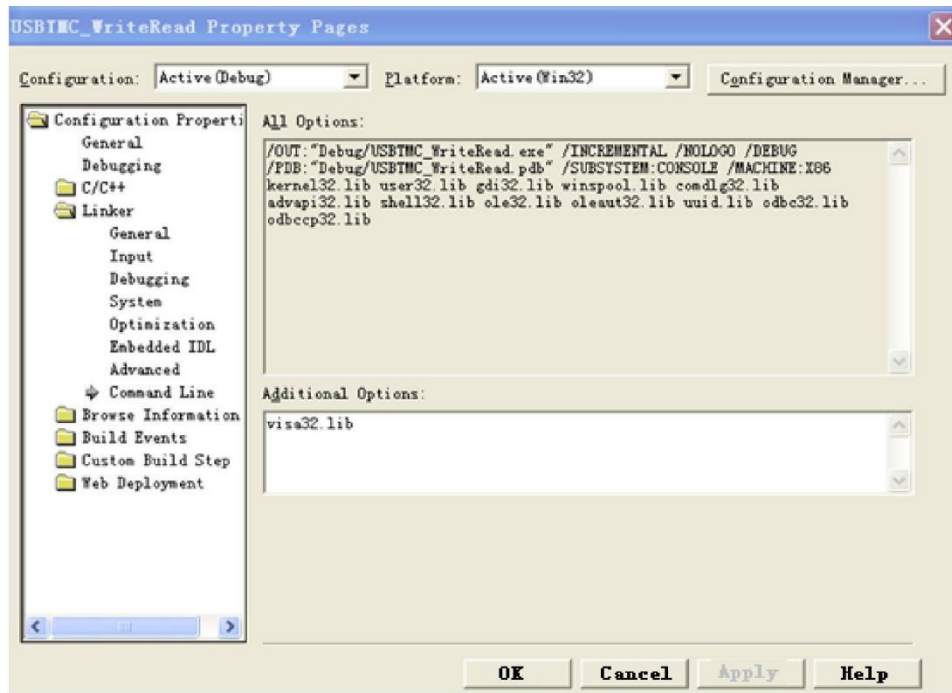 USBTMC_WriteRead Property Pages
Configuration: Active(Debug) Platform: Active(Win32) Configuration Manager...
Configuration Properti
General
Debugging
C/C++
Linker
General
Input
Debugging
System
Optimization
Embedded IDL
Advanced
Command Line
Browse Information
Build Events
Custom Build Step
Web Deployment
All Options:
/OUT:"Debug/USBTMC_WriteRead.exe" /INCREMENTAL /NOLOGO /DEBUG
/PDB:"Debug/USBTMC_WriteRead.pdb" /SUBSYSTEM:CONSOLE /MACHINE:X86
kernel32.lib user32.lib gdi32.lib winspool.lib comdlg32.lib
advapi32.lib shell32.lib ole32.lib oleaut32.lib uuid.lib odbc32.lib
odbccp32.lib
Additional Options:
visa32.lib
OK Cancel Apply Help